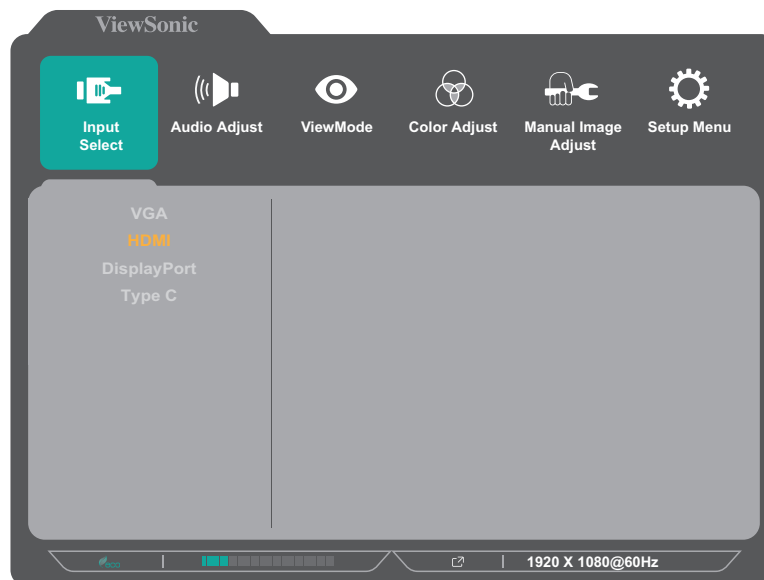 ViewSonic
Input
Select
Audio Adjust
ViewMode
Color Adjust
Manual Image
Adjust
Setup Menu
VGA
HDMI
DisplayPort
Type C
eco
1920 X 1080@60Hz